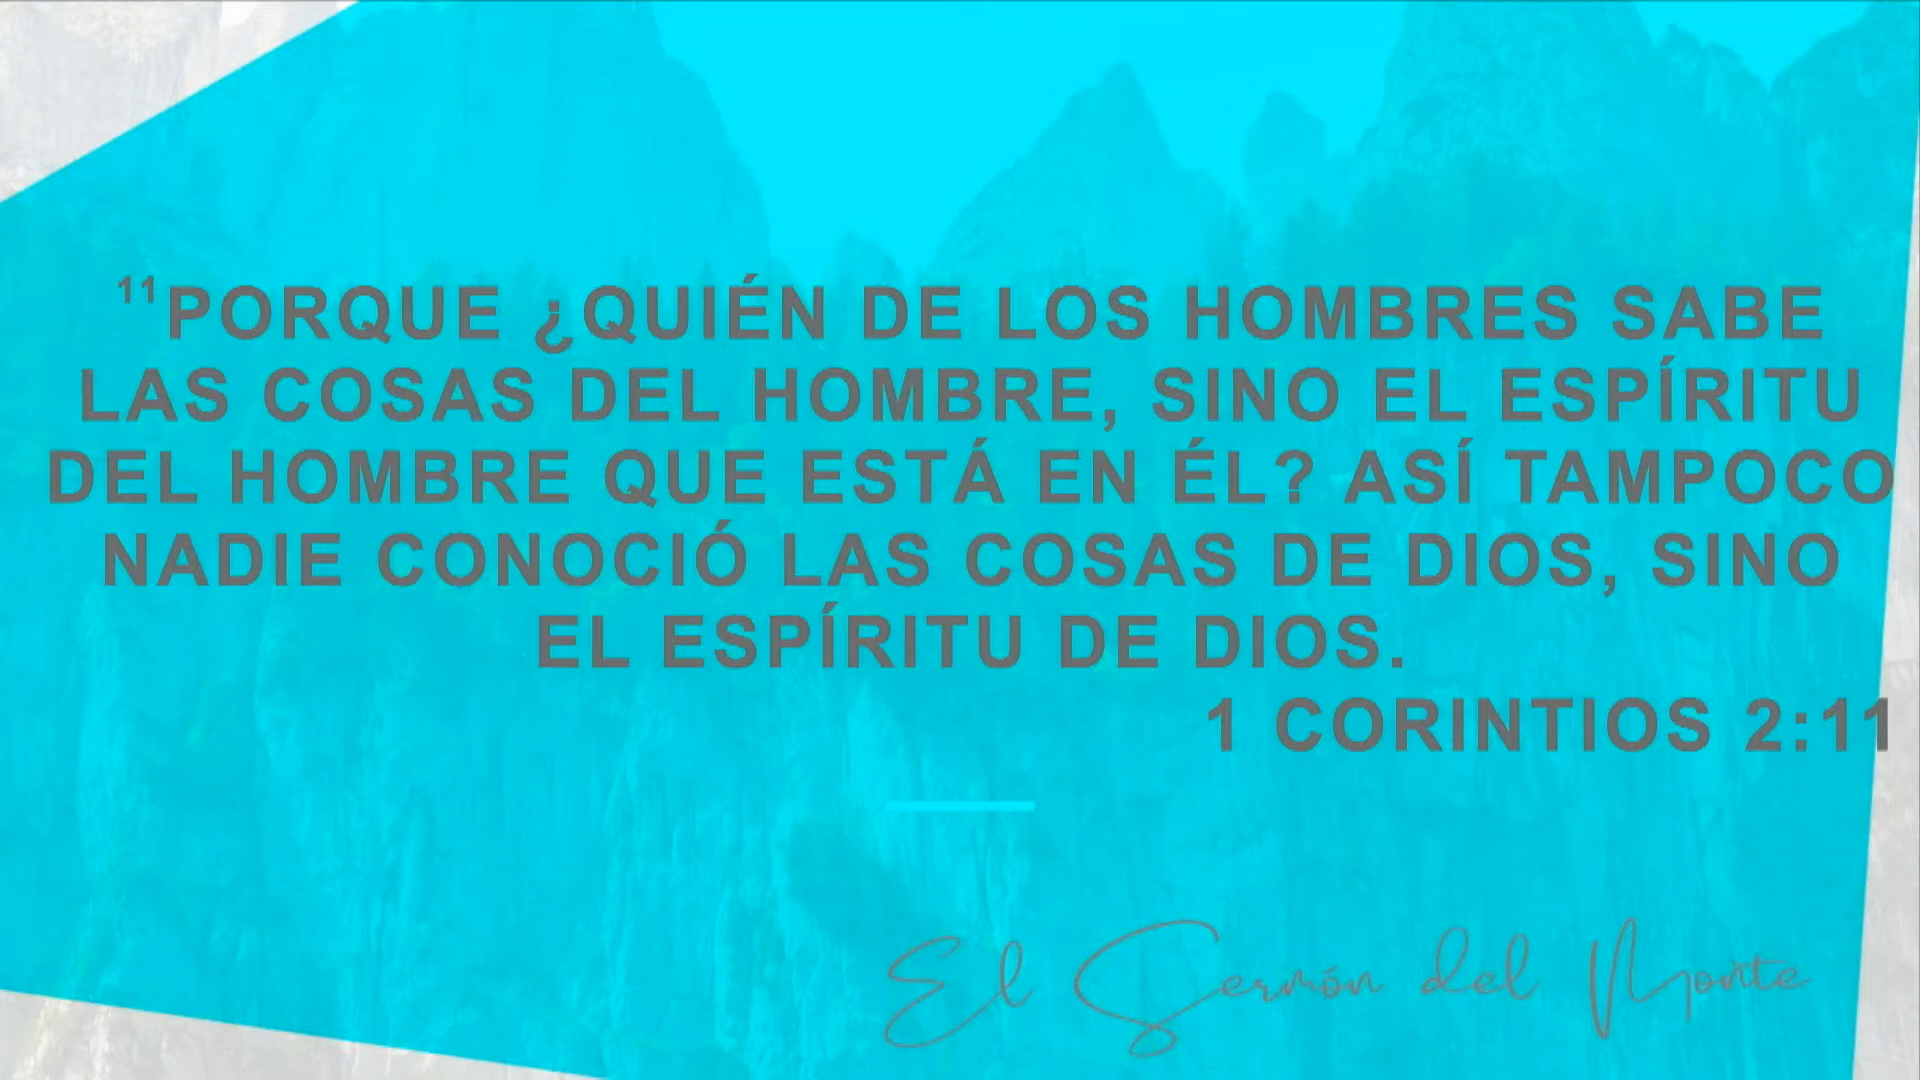 ¹¹PORQUE ¿QUIÉN DE LOS HOMBRES SABE
LAS COSAS DEL HOMBRE, SINO EL ESPÍRITU
DEL HOMBRE QUE ESTÁ EN ÉL? ASÍ TAMPOCO
NADIE CONOCIÓ LAS COSAS DE DIOS, SINO
EL ESPÍRITU DE DIOS.
1 CORINTIOS 2:11
El Sermón del Monte